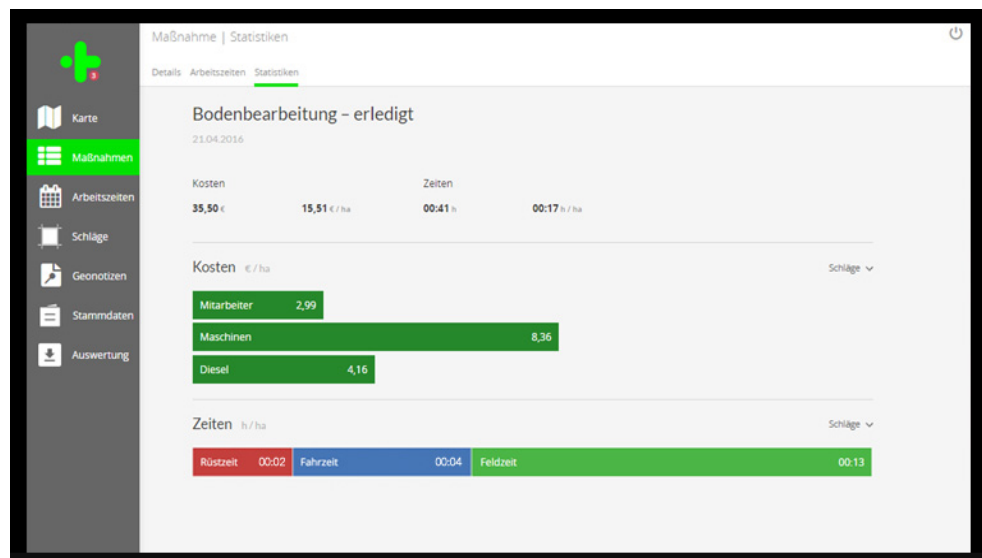 Maßnahme | Statistiken
Details Arbeitszeiten Statistiken
3
Karte
Maßnahmen
Arbeitszeiten
Schläge
Geonotizen
Stammdaten
Auswertung
Bodenbearbeitung – erledigt
21.04.2016
Kosten Zeiten
35,50 € 15,51 € / ha 00:41 h 00:17 h / ha
Kosten € / ha Schläge
Mitarbeiter 2,99
Maschinen 8,36
Diesel 4,16
Zeiten h / ha Schläge
Rüstzeit 00:02 Fahrzeit 00:04 Feldzeit 00:13